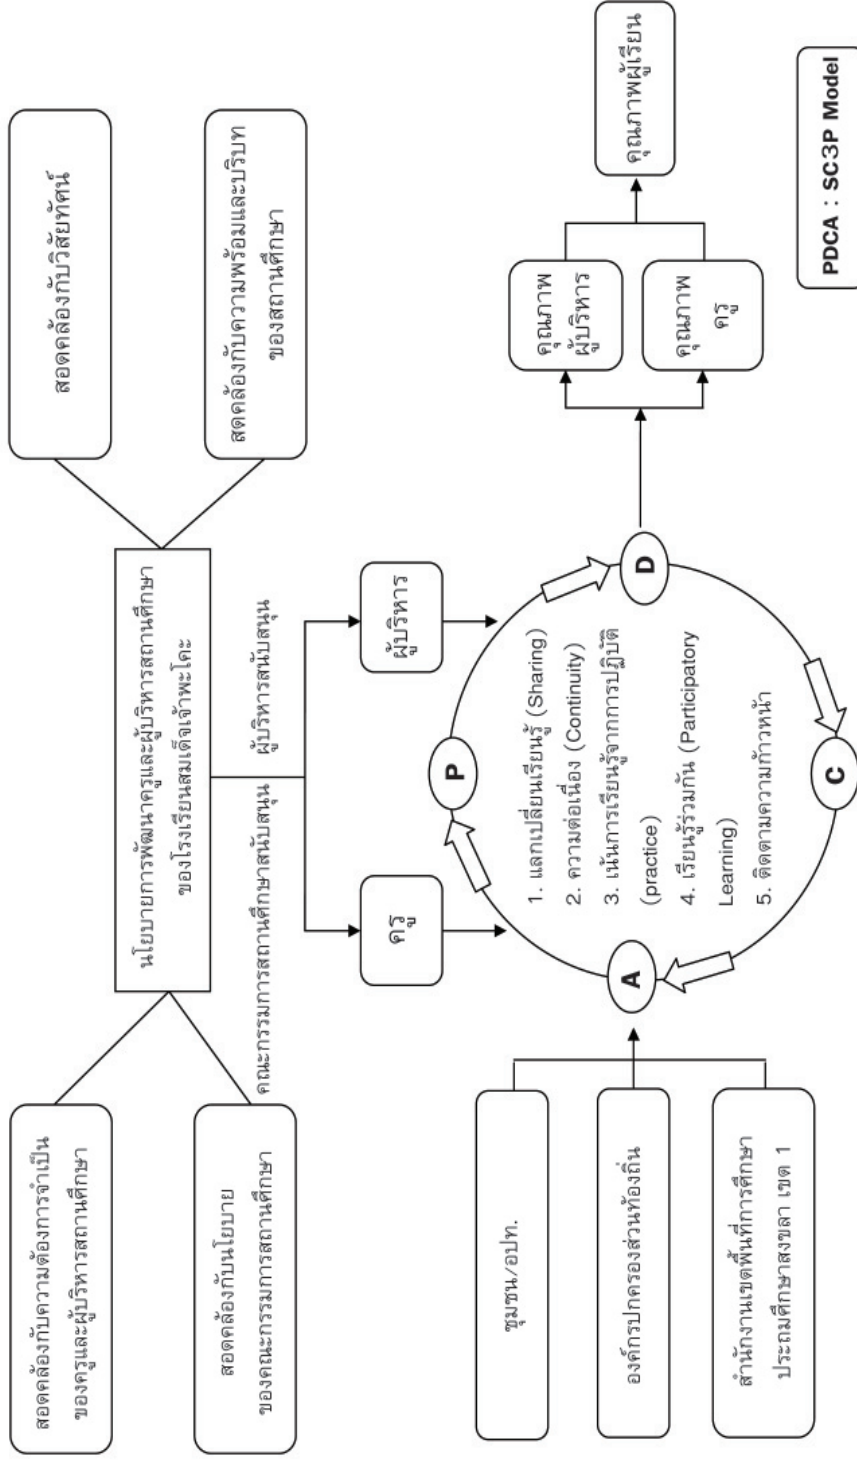 สอดคล้องกับความต้องการจำเป็น
ของครูและผู้บริหารสถานศึกษา
สอดคล้องกับวิสัยทัศน์
นโยบายการพัฒนาครูและผู้บริหารสถานศึกษา
ของโรงเรียนสมเด็จเจ้าพะโคะ
สอดคล้องกับนโยบาย
ของคณะกรรมการสถานศึกษา
สดคล้องกับความพร้อมและบริบท
ของสถานศึกษา
คณะกรรมการสถานศึกษาสนับสนุน
ผู้บริหารสนับสนุน
ครู
ผู้บริหาร
ชุมชน/อปท.
องค์กรปกครองส่วนท้องถิ่น
สำนักงานเขตพื้นที่การศึกษา
ประถมศึกษาสงขลา เขต 1
P
A
D
C
1. แลกเปลี่ยนเรียนรู้ (Sharing)
2. ความต่อเนื่อง (Continuity)
3. เน้นการเรียนรู้จากการปฏิบัติ
(practice)
4. เรียนรู้ร่วมกัน (Participatory
Learning)
5. ติดตามความก้าวหน้า
คุณภาพ
ผู้บริหาร
คุณภาพ
ครู
คุณภาพผู้เรียน
PDCA : SC3P Model